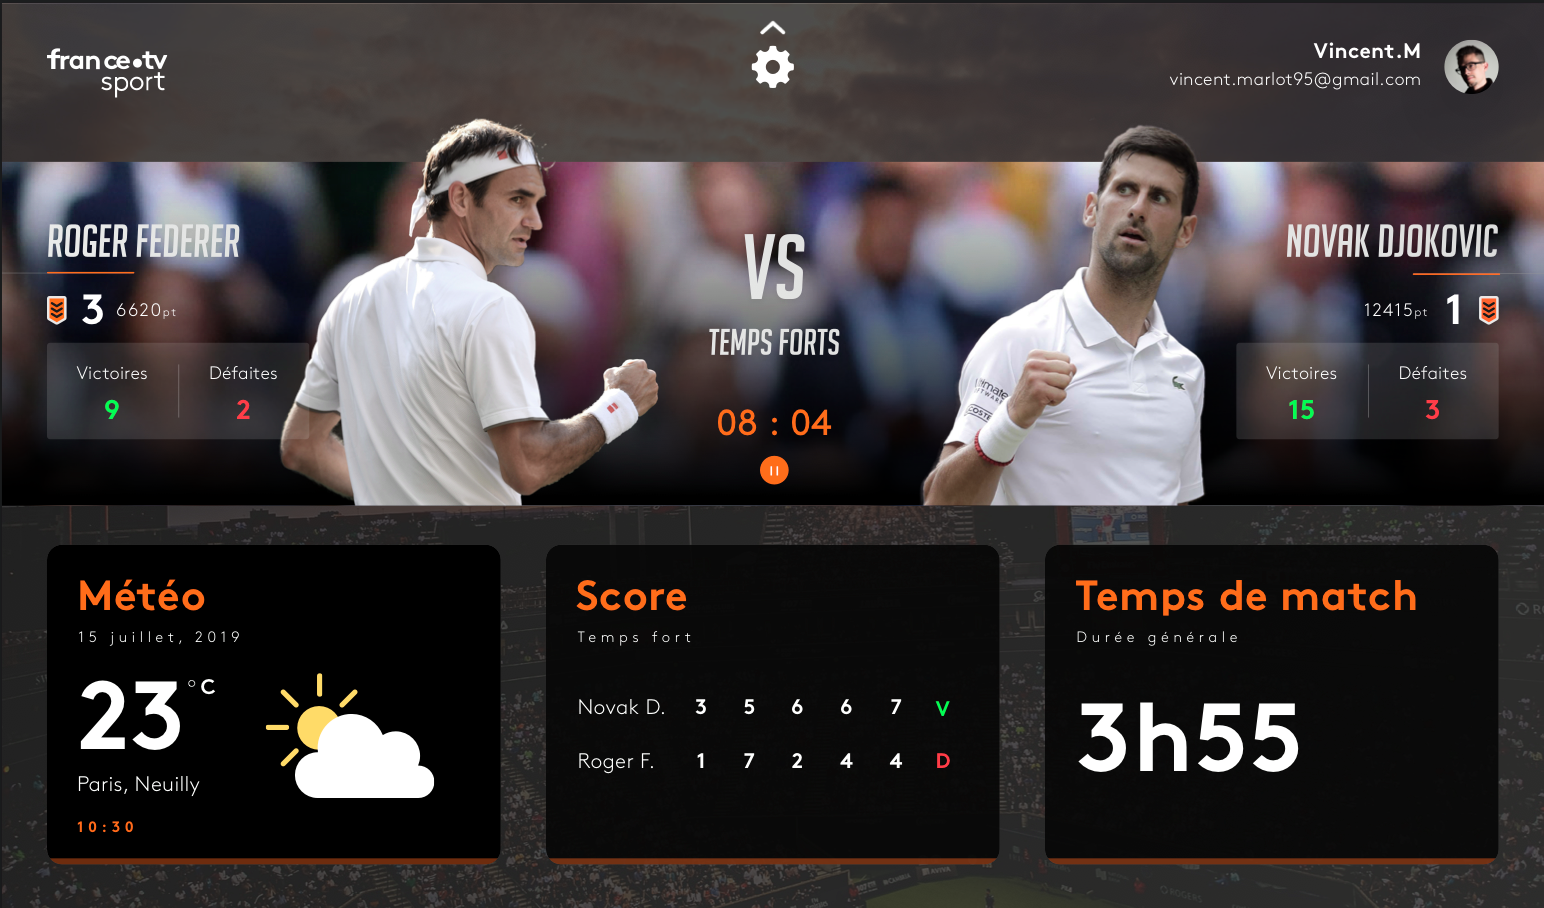 france•tv
sport
Vincent.M
vincent.marlot95@gmail.com
ROGER FEDERER
3 6620pt
Victoires Défaites
9 2
VS
TEMPS FORTS
08 : 04
NOVAK DJOKOVIC
12415pt 1
Victoires Défaites
15 3
Météo
15 juillet, 2019
23 °C
Paris, Neuilly
10:30
Score
Temps fort
Novak D. 3 5 6 6 7 V
Roger F. 1 7 2 4 4 D
Temps de match
Durée générale
3h55